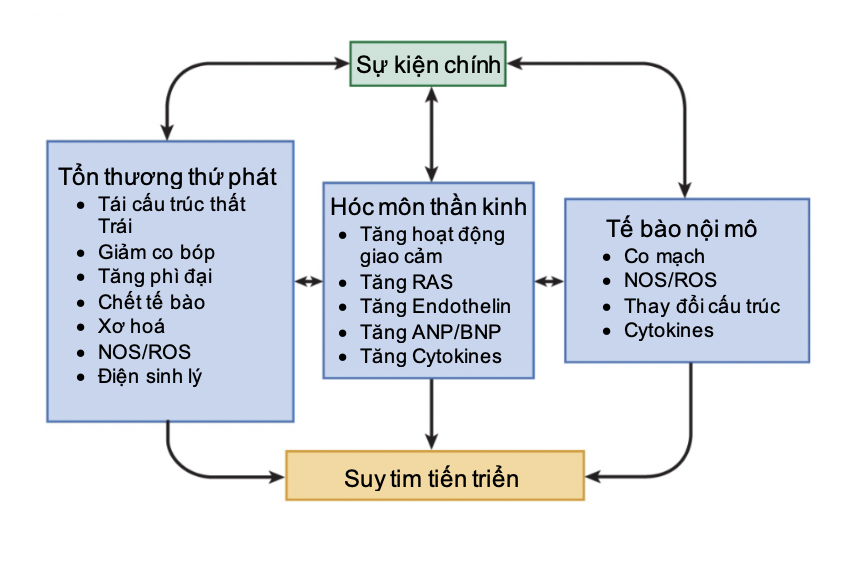 Sự kiện chính
Tổn thương thứ phát
• Tái cấu trúc thất
Trái
• Giảm co bóp
• Tăng phì đại
• Chết tế bào
• Xơ hoá
• NOS/ROS
• Điện sinh lý
Hóc môn thần kinh
• Tăng hoạt động
giao cảm
• Tăng RAS
• Tăng Endothelin
• Tăng ANP/BNP
• Tăng Cytokines
Tế bào nội mô
• Co mạch
• NOS/ROS
• Thay đổi cấu trúc
• Cytokines
Suy tim tiến triển